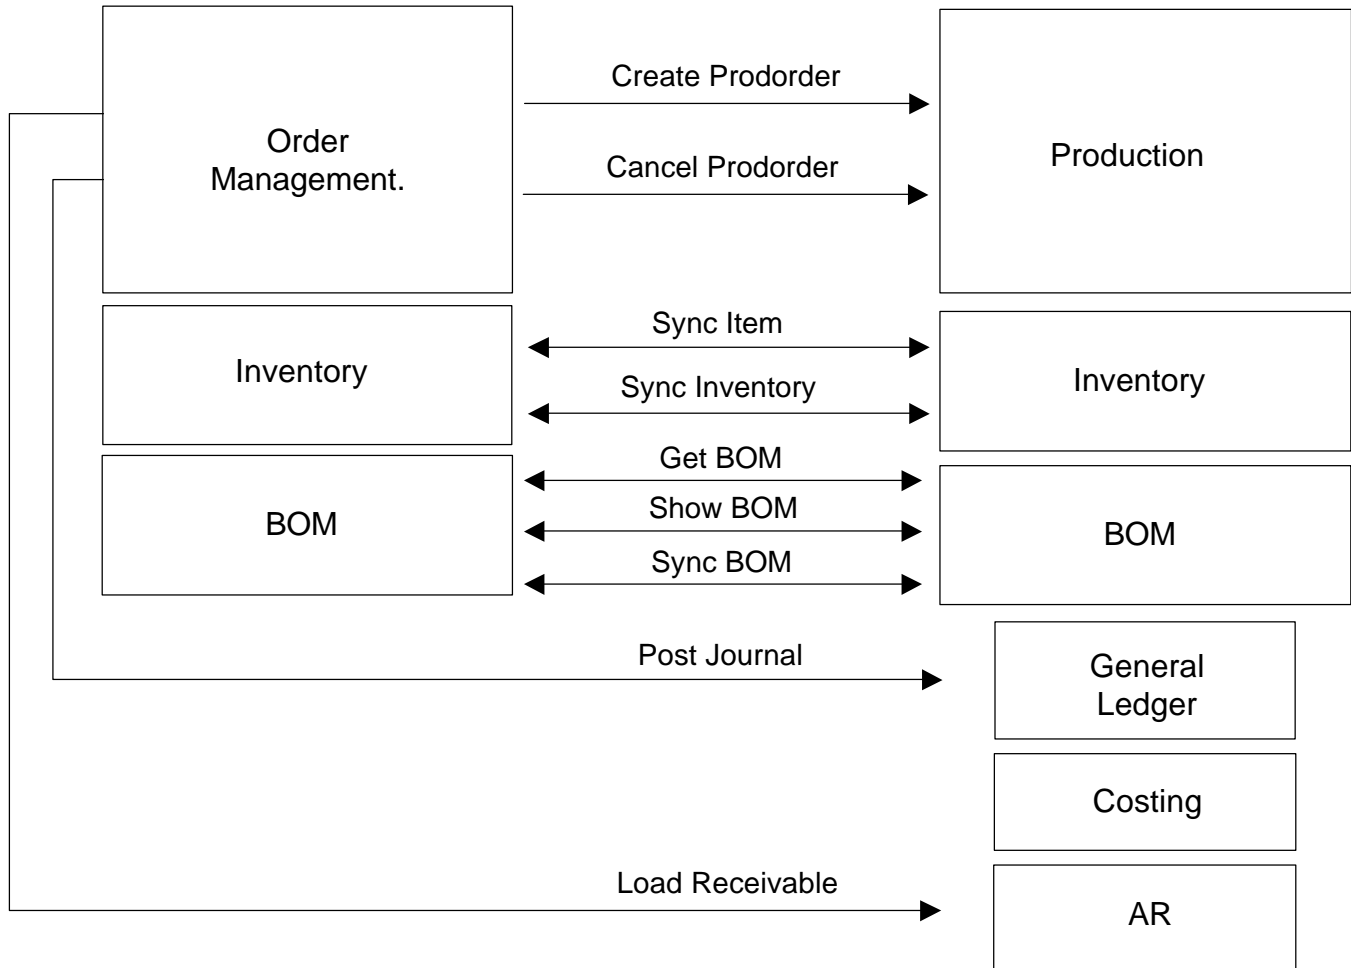 Create Prodorder
Order
Management.
Production
Cancel Prodorder
Sync Item
Inventory
Inventory
Sync Inventory
Get BOM
BOM
Show BOM
BOM
Sync BOM
Post Journal
General
Ledger
Costing
Load Receivable
AR